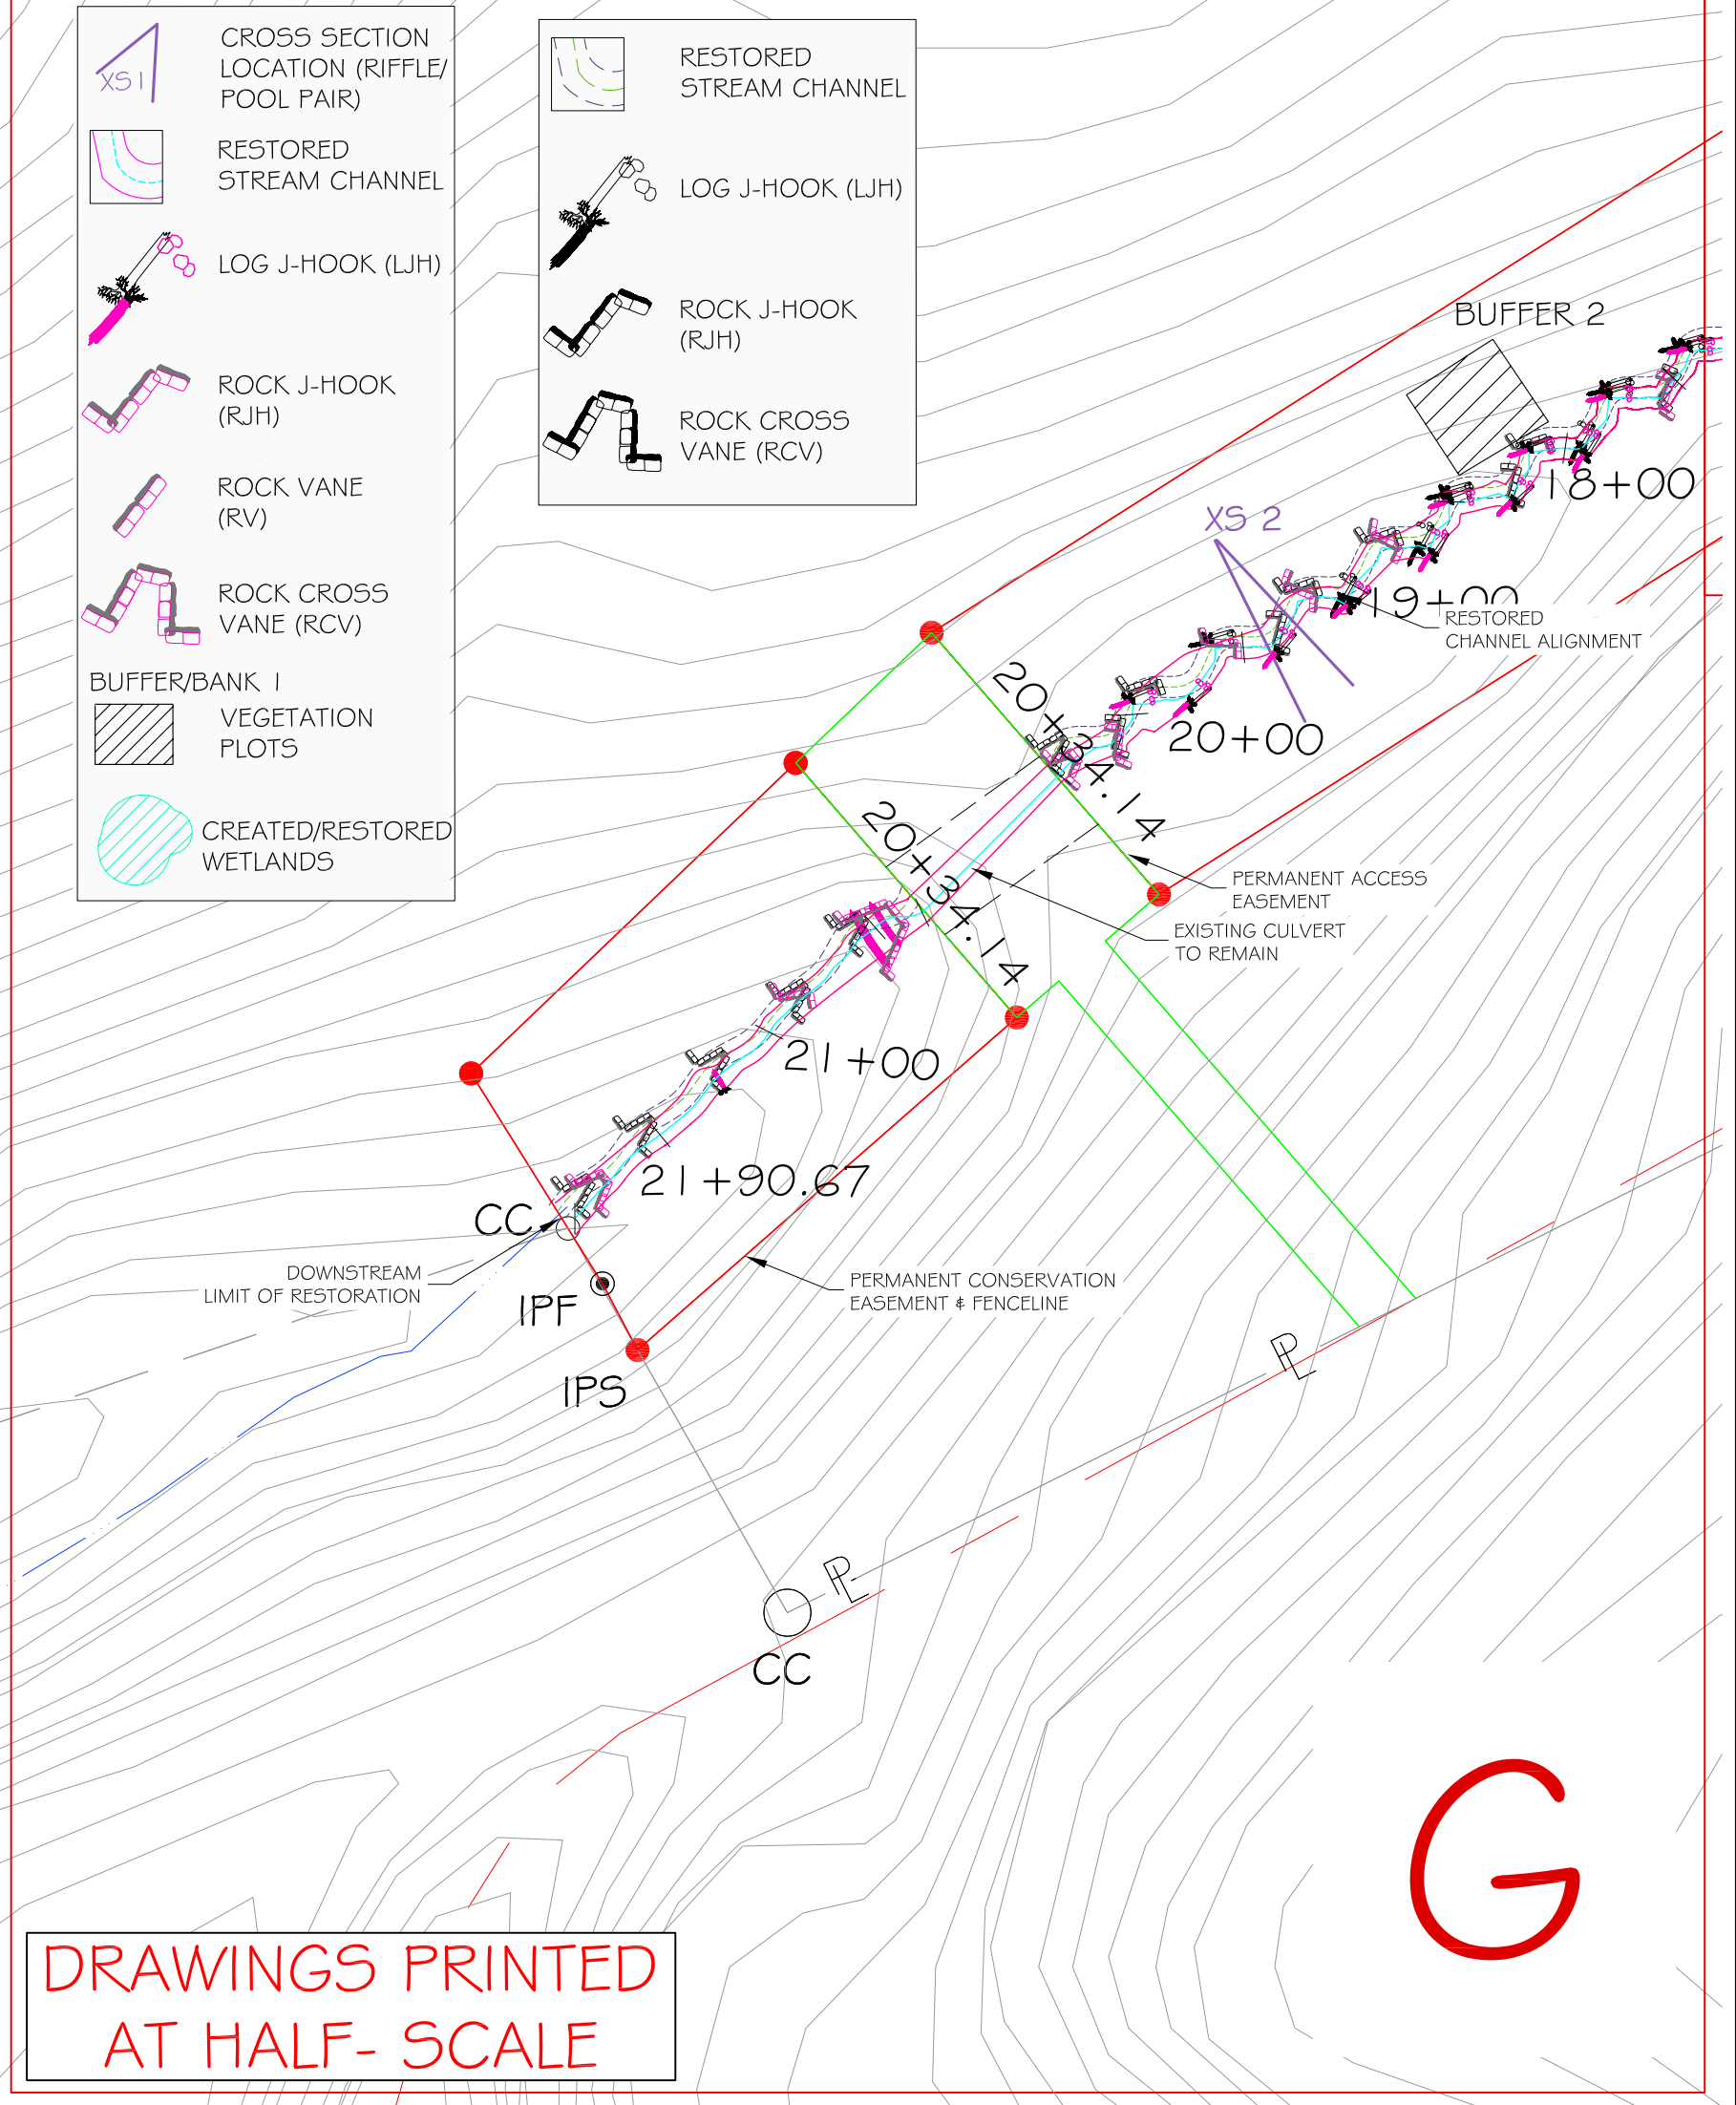 CROSS SECTION
LOCATION (RIFFLE/
POOL PAIR)
XS 1
RESTORED
STREAM CHANNEL
LOG J-HOOK (LJH)
ROCK J-HOOK
(RJH)
ROCK VANE
(RV)
ROCK CROSS
VANE (RCV)
BUFFER/BANK 1
VEGETATION
PLOTS
CREATED/RESTORED
WETLANDS
RESTORED
STREAM CHANNEL
LOG J-HOOK (LJH)
ROCK J-HOOK
(RJH)
ROCK CROSS
VANE (RCV)
BUFFER 2
18+00
XS 2
19+00
RESTORED
CHANNEL ALIGNMENT
20+00
20+34.14
20+34.14
PERMANENT ACCESS
EASEMENT
EXISTING CULVERT
TO REMAIN
21+00
21+90.67
CC
DOWNSTREAM
LIMIT OF RESTORATION
IPF
PERMANENT CONSERVATION
EASEMENT & FENCELINE
IPS
PL
PL
CC
G
DRAWINGS PRINTED
AT HALF- SCALE